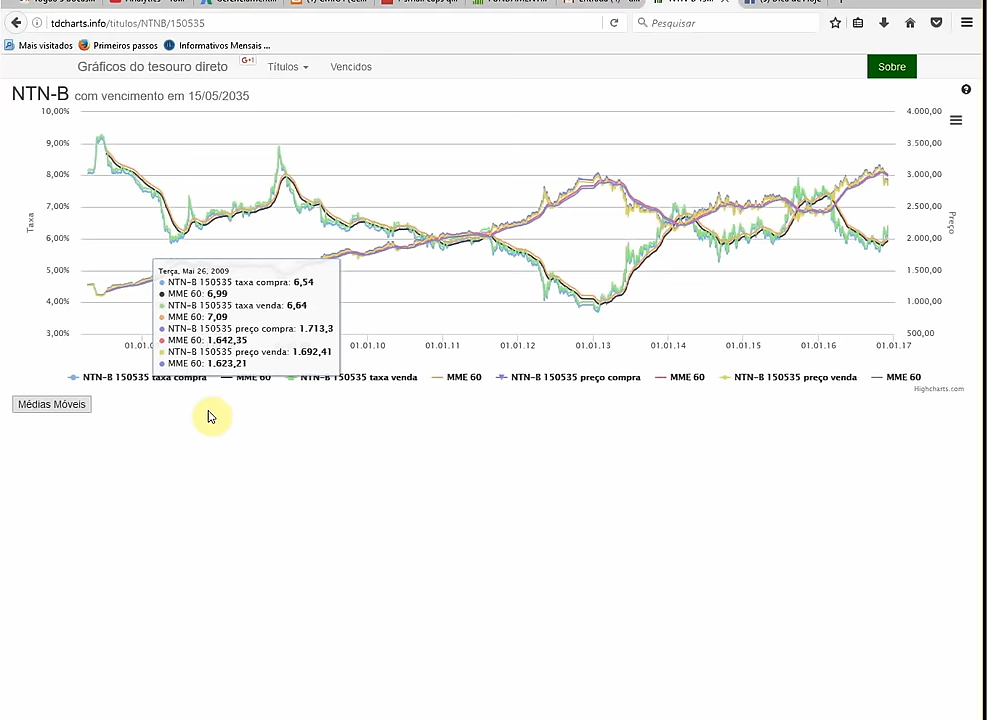 tdcharts.info/titulos/NTNB/150535
Pesquisar
Mais visitados Primeiros passos Informativos Mensais ...
Gráficos do tesouro direto G+1 Títulos Vencidos Sobre
NTN-B com vencimento em 15/05/2035
10,00% 4.000,00
9,00% 3.500,00
8,00% 3.000,00
7,00% 2.500,00
6,00% 2.000,00
5,00% 1.500,00
4,00% 1.000,00
3,00% 500,00
Taxa
Preço
Terça, Mai 26, 2009
NTN-B 150535 taxa compra: 6,54
MME 60: 6,99
NTN-B 150535 taxa venda: 6,64
MME 60: 7,09
NTN-B 150535 preço compra: 1.713,3
MME 60: 1.642,35
NTN-B 150535 preço venda: 1.692,41
MME 60: 1.623,21
01.01.10 01.01.11 01.01.12 01.01.13 01.01.14 01.01.15 01.01.16 01.01.17
NTN-B 150535 taxa compra MME 60 NTN-B 150535 taxa venda MME 60 NTN-B 150535 preço compra MME 60 NTN-B 150535 preço venda MME 60
Highcharts.com
Médias Móveis